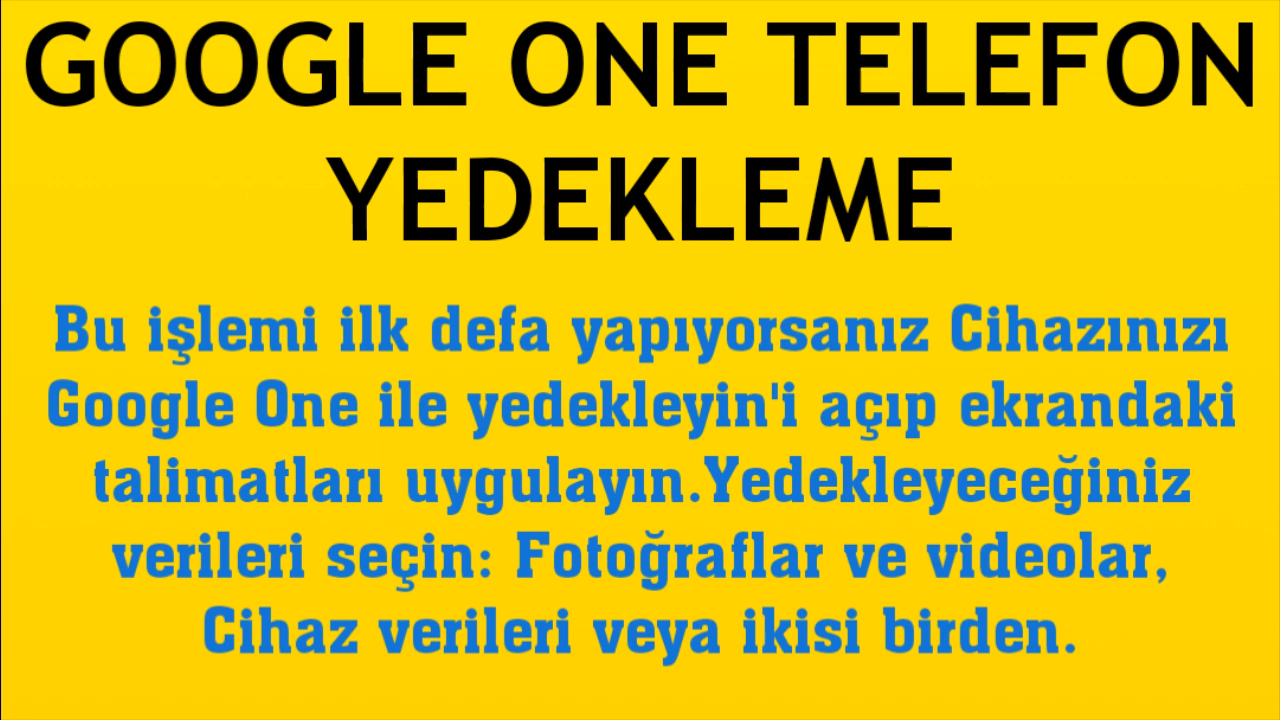 GOOGLE ONE TELEFON
YEDEKLEME
Bu işlemi ilk defa yapıyorsanız Cihazınızı
Google One ile yedekleyin'i açıp ekrandaki
talimatları uygulayın.Yedekleyeceğiniz
verileri seçin: Fotoğraflar ve videolar,
Cihaz verileri veya ikisi birden.